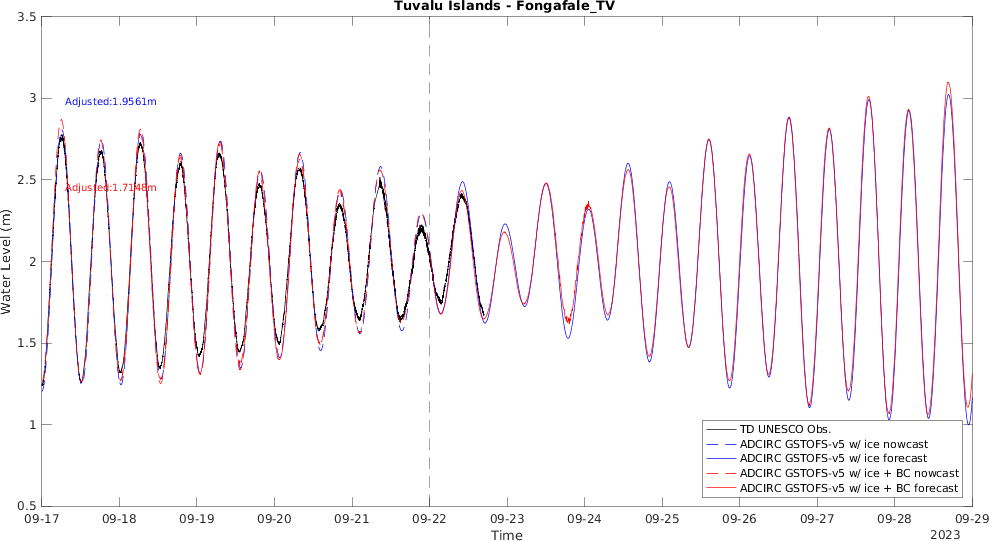 Tuvalu Islands - Fongafale_TV
3.5
3
2.5
2
1.5
1
0.5
Water Level (m)
Adjusted:1.9561m
Adjusted:1.7148m
TD UNESCO Obs.
ADCIRC GSTOFS-v5 w/ ice nowcast
ADCIRC GSTOFS-v5 w/ ice forecast
ADCIRC GSTOFS-v5 w/ ice + BC nowcast
ADCIRC GSTOFS-v5 w/ ice + BC forecast
09-17 09-18 09-19 09-20 09-21 09-22 09-23 09-24 09-25 09-26 09-27 09-28 09-29
Time
2023